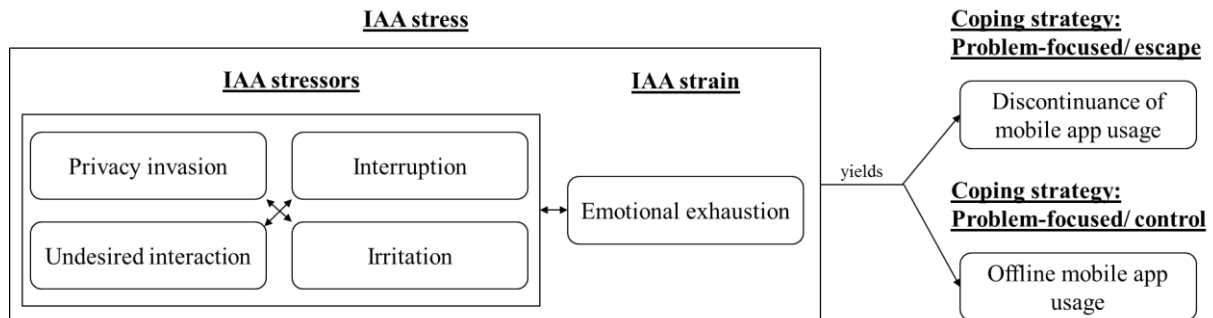 IAA stress
IAA stressors
IAA strain
Privacy invasion
Interruption
Undesired interaction
Irritation
Emotional exhaustion
yields
Coping strategy:
Problem-focused/ escape
Discontinuance of
mobile app usage
Coping strategy:
Problem-focused/ control
Offline mobile app
usage